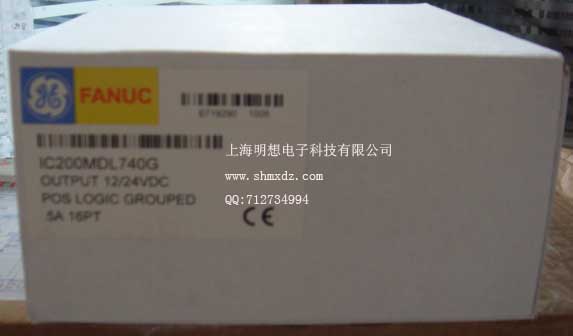 FANUC
1005
IC200MDL740G
OUTPUT 12/24VDC
POS LOGIC GROUPED
.5A 16PT
CE
上海明想电子科技有限公司
www.shmxdz.com
QQ:712734994